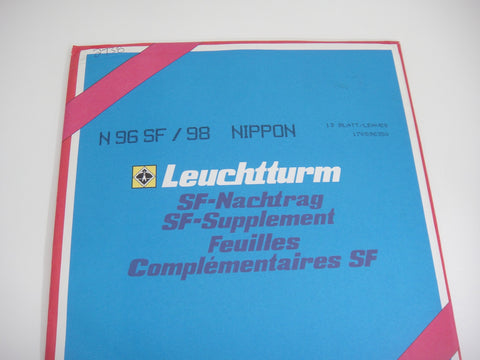 N 96 SF / 98 NIPPON
Leuchtturm
SF-Nachtrag
SF-Supplement
Feuilles
Complémentaires SF